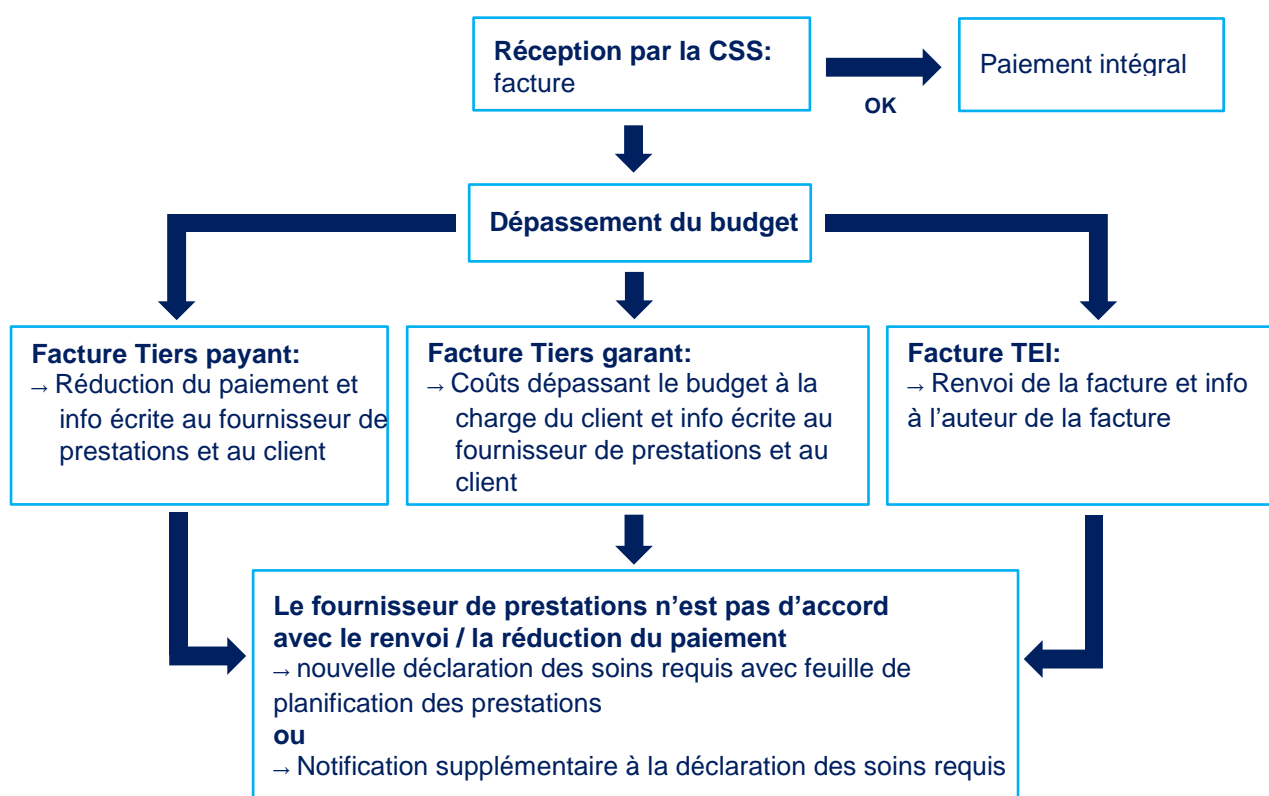 Réception par la CSS:
facture
OK
Paiement intégral
Dépassement du budget
Facture Tiers payant:
→ Réduction du paiement et
info écrite au fournisseur de
prestations et au client
Facture Tiers garant:
→ Coûts dépassant le budget à la
charge du client et info écrite au
fournisseur de prestations et au
client
Facture TEI:
→ Renvoi de la facture et info
à l’auteur de la facture
Le fournisseur de prestations n’est pas d’accord
avec le renvoi / la réduction du paiement
→ nouvelle déclaration des soins requis avec feuille de
planification des prestations
ou
→ Notification supplémentaire à la déclaration des soins requis